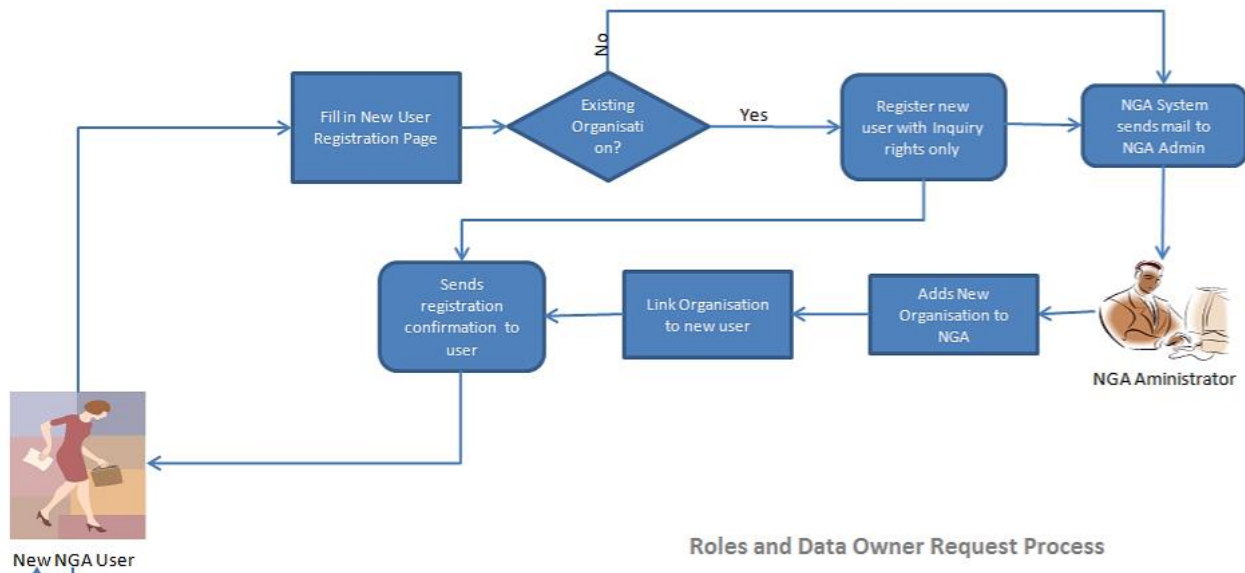 No
Fill in New User
Registration Page
Existing
Organisati
on?
Yes
Register new
user with Inquiry
rights only
NGA System
sends mail to
NGA Admin
Sends
registration
confirmation to
user
Link Organisation
to new user
Adds New
Organisation to
NGA
NGA Aministrator
New NGA User
Roles and Data Owner Request Process